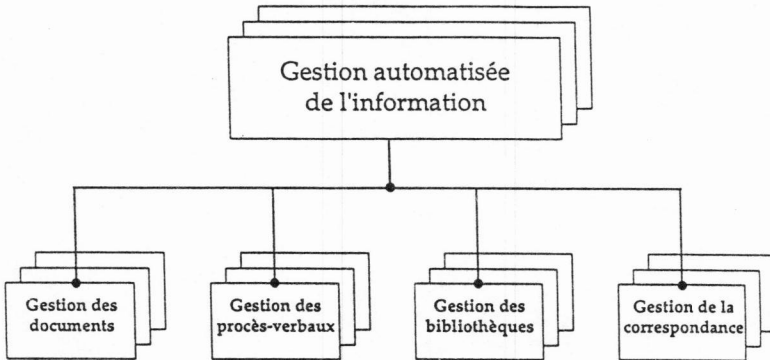 Gestion automatisée
de l'information
Gestion des
documents
Gestion des
procès-verbaux
Gestion des
bibliothèques
Gestion de la
correspondance